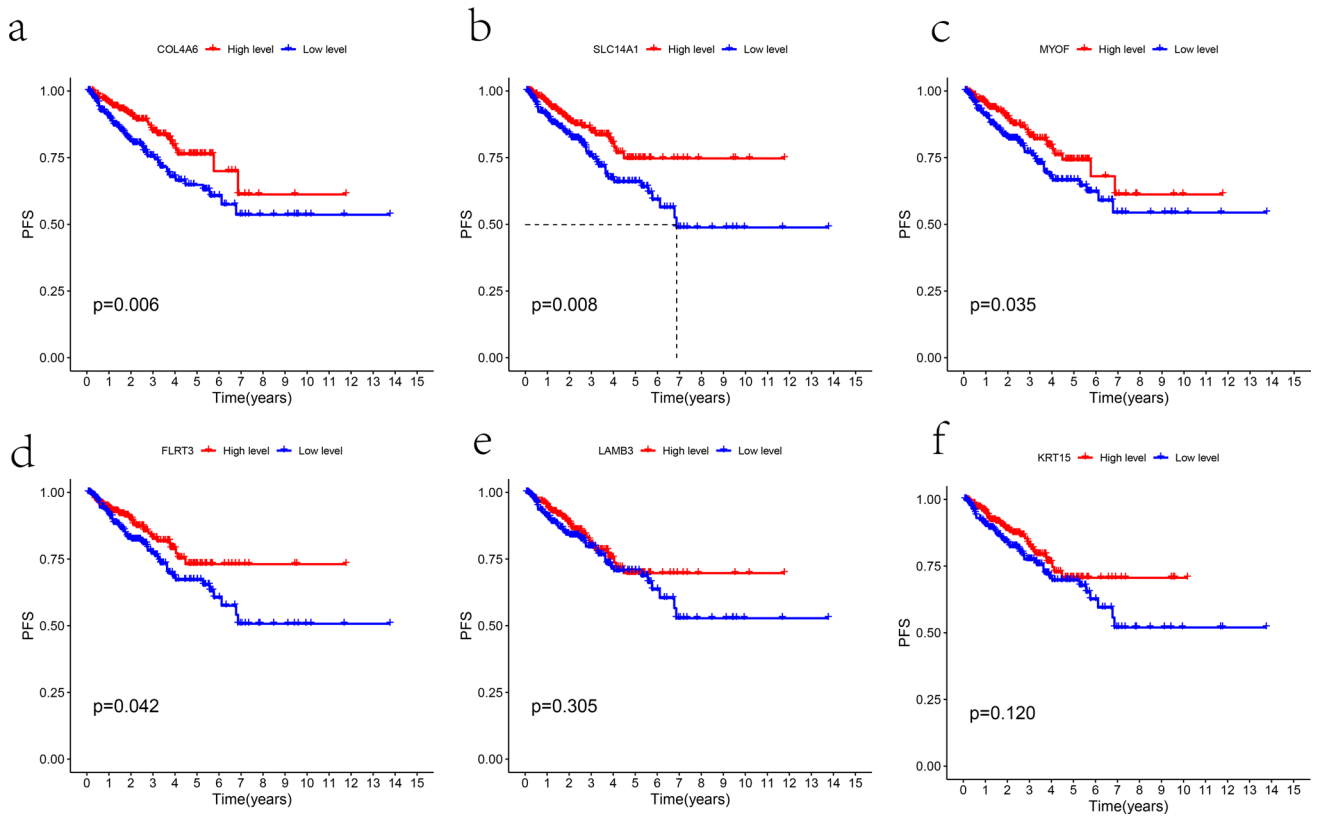 a
COL4A6 High level Low level
1.00
0.75
0.50
0.25
0.00
PFS
p=0.006
0 1 2 3 4 5 6 7 8 9 10 11 12 13 14 15
Time(years)
b
SLC14A1 High level Low level
1.00
0.75
0.50
0.25
0.00
PFS
p=0.008
0 1 2 3 4 5 6 7 8 9 10 11 12 13 14 15
Time(years)
c
MYOF High level Low level
1.00
0.75
0.50
0.25
0.00
PFS
p=0.035
0 1 2 3 4 5 6 7 8 9 10 11 12 13 14 15
Time(years)
d
FLRT3 High level Low level
1.00
0.75
0.50
0.25
0.00
PFS
p=0.042
0 1 2 3 4 5 6 7 8 9 10 11 12 13 14 15
Time(years)
e
LAMB3 High level Low level
1.00
0.75
0.50
0.25
0.00
PFS
p=0.305
0 1 2 3 4 5 6 7 8 9 10 11 12 13 14 15
Time(years)
f
KRT15 High level Low level
1.00
0.75
0.50
0.25
0.00
PFS
p=0.120
0 1 2 3 4 5 6 7 8 9 10 11 12 13 14 15
Time(years)